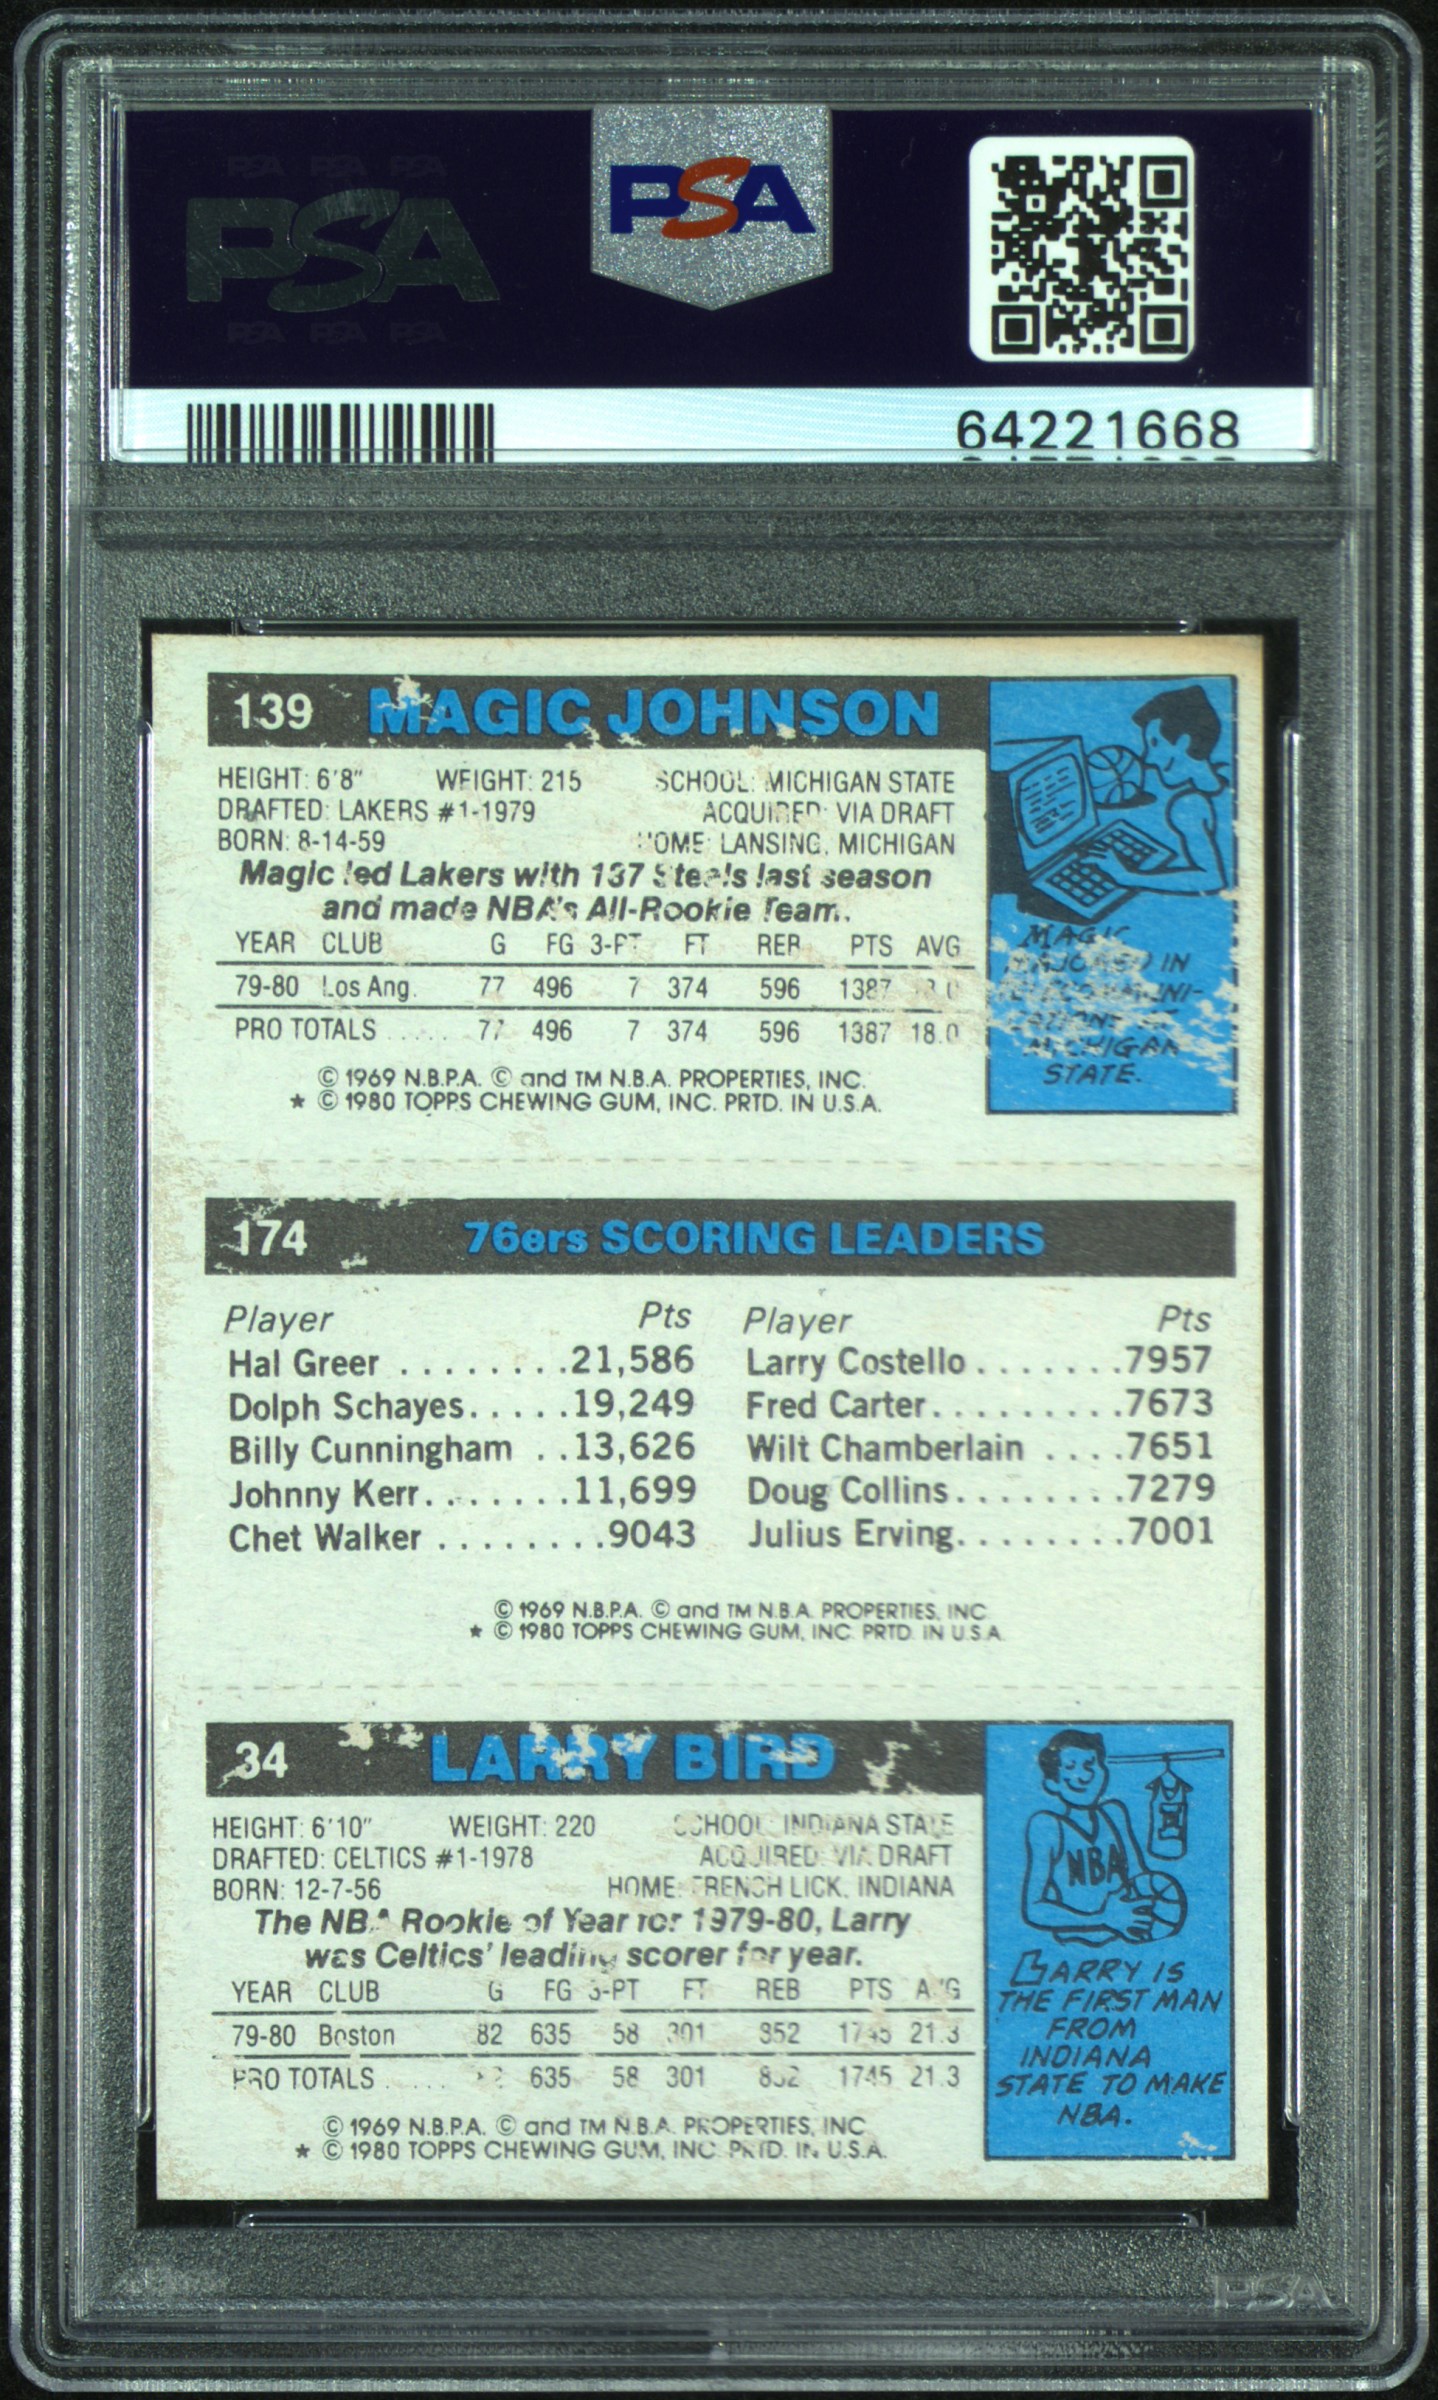 PSA PSA PSA
PSA
PSA PSA PSA
PSA
64221668
139 MAGIC JOHNSON
HEIGHT: 6'8" WEIGHT: 215 SCHOOL: MICHIGAN STATE
DRAFTED: LAKERS #1-1979 ACQUIRED: VIA DRAFT
BORN: 8-14-59 HOME: LANSING, MICHIGAN
Magic led Lakers with 137 Steals last season
and made NBA's All-Rookie Team.
YEAR CLUB G FG 3-PT FT REB PTS AVG
79-80 Los Ang. 77 496 7 374 596 1387 18.0
PRO TOTALS ..... 77 496 7 374 596 1387 18.0
© 1969 N.B.P.A. © and TM N.B.A. PROPERTIES, INC.
* © 1980 TOPPS CHEWING GUM, INC. PRTD. IN U.S.A.
MAGIC
MAJORED IN
TELECOMMUNI-
CATIONS AT
MICHIGAN
STATE.
174 76ers SCORING LEADERS
Player Pts Player Pts
Hal Greer ........21,586 Larry Costello.......7957
Dolph Schayes.....19,249 Fred Carter.........7673
Billy Cunningham ..13,626 Wilt Chamberlain ....7651
Johnny Kerr.......11,699 Doug Collins........7279
Chet Walker ........9043 Julius Erving........7001
© 1969 N.B.P.A. © and TM N.B.A. PROPERTIES, INC
* © 1980 TOPPS CHEWING GUM, INC. PRTD. IN U.S.A.
34 LARRY BIRD
HEIGHT: 6'10" WEIGHT: 220 SCHOOL: INDIANA STATE
DRAFTED: CELTICS #1-1978 ACQUIRED: VIA DRAFT
BORN: 12-7-56 HOME: FRENCH LICK, INDIANA
The NBA Rookie of Year for 1979-80, Larry
was Celtics' leading scorer for year.
YEAR CLUB G FG 3-PT FT REB PTS AVG
79-80 Boston 82 635 58 301 852 1745 21.3
PRO TOTALS ..... 82 635 58 301 852 1745 21.3
© 1969 N.B.P.A. © and TM N.B.A. PROPERTIES, INC
* © 1980 TOPPS CHEWING GUM, INC. PRTD. IN U.S.A.
NBA
LARRY IS
THE FIRST MAN
FROM
INDIANA
STATE TO MAKE
NBA.
PSA